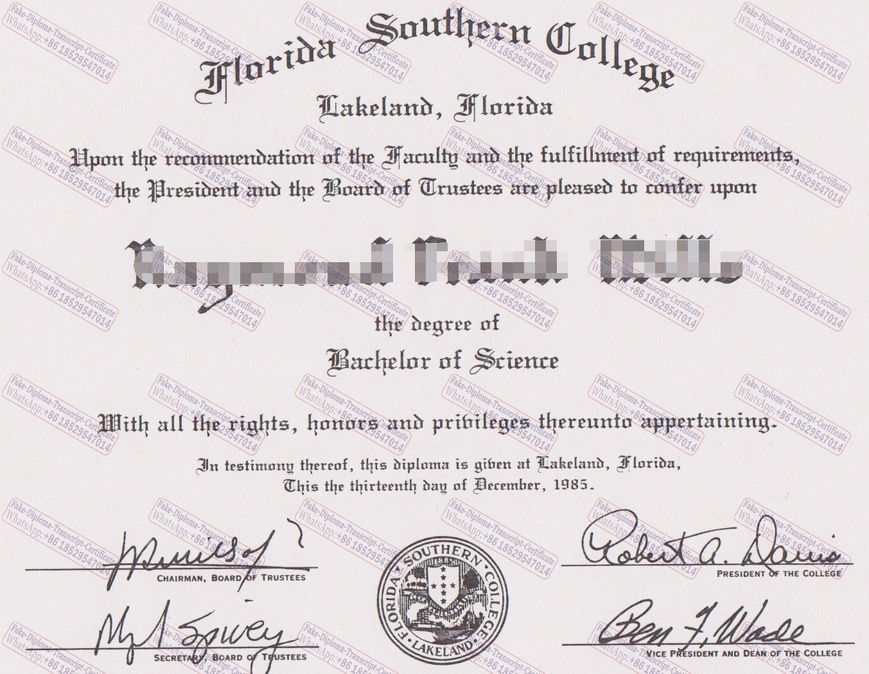 Florida Southern College
Lakeland, Florida
Upon the recommendation of the Faculty and the fulfillment of requirements,
the President and the Board of Trustees are pleased to confer upon
the degree of
Bachelor of Science
With all the rights, honors and privileges thereunto appertaining.
In testimony thereof, this diploma is given at Lakeland, Florida,
This the thirteenth day of December, 1985.
CHAIRMAN, BOARD OF TRUSTEES
Robert A. Davis
PRESIDENT OF THE COLLEGE
Spivey
SECRETARY, BOARD OF TRUSTEES
Ben F. Wade
VICE PRESIDENT AND DEAN OF THE COLLEGE
FLORIDA SOUTHERN COLLEGE
1885
LAKELAND
Fake-Diploma-Transcript-Certificate
WhatsApp:+86 18529547014